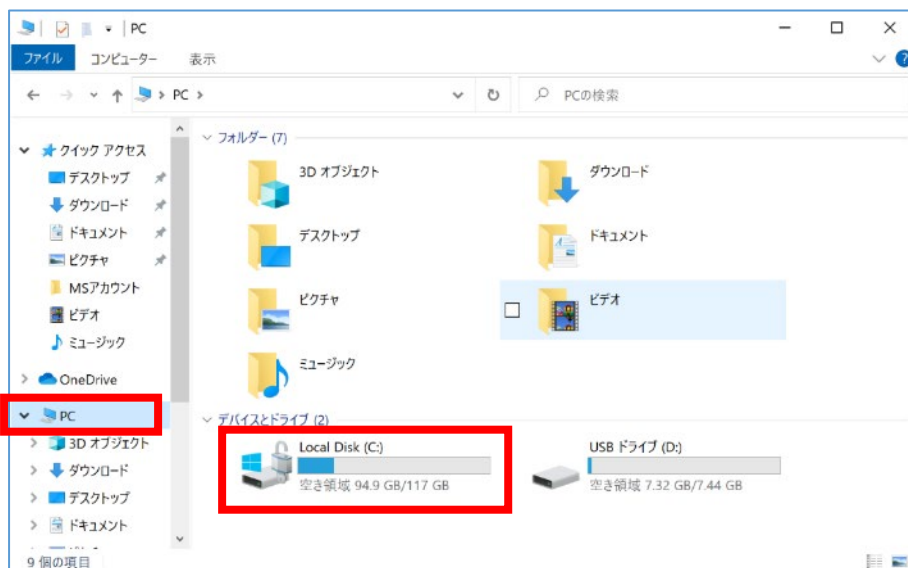 PC
ファイル
コンピューター
表示
PC
PCの検索
クイック アクセス
デスクトップ
ダウンロード
ドキュメント
ピクチャ
MSアカウント
ビデオ
ミュージック
OneDrive
PC
3D オブジェクト
ダウンロード
デスクトップ
ドキュメント
フォルダー (7)
3D オブジェクト
ダウンロード
デスクトップ
ドキュメント
ピクチャ
ビデオ
ミュージック
デバイスとドライブ (2)
Local Disk (C:)
空き領域 94.9 GB/117 GB
USB ドライブ (D:)
空き領域 7.32 GB/7.44 GB
9 個の項目